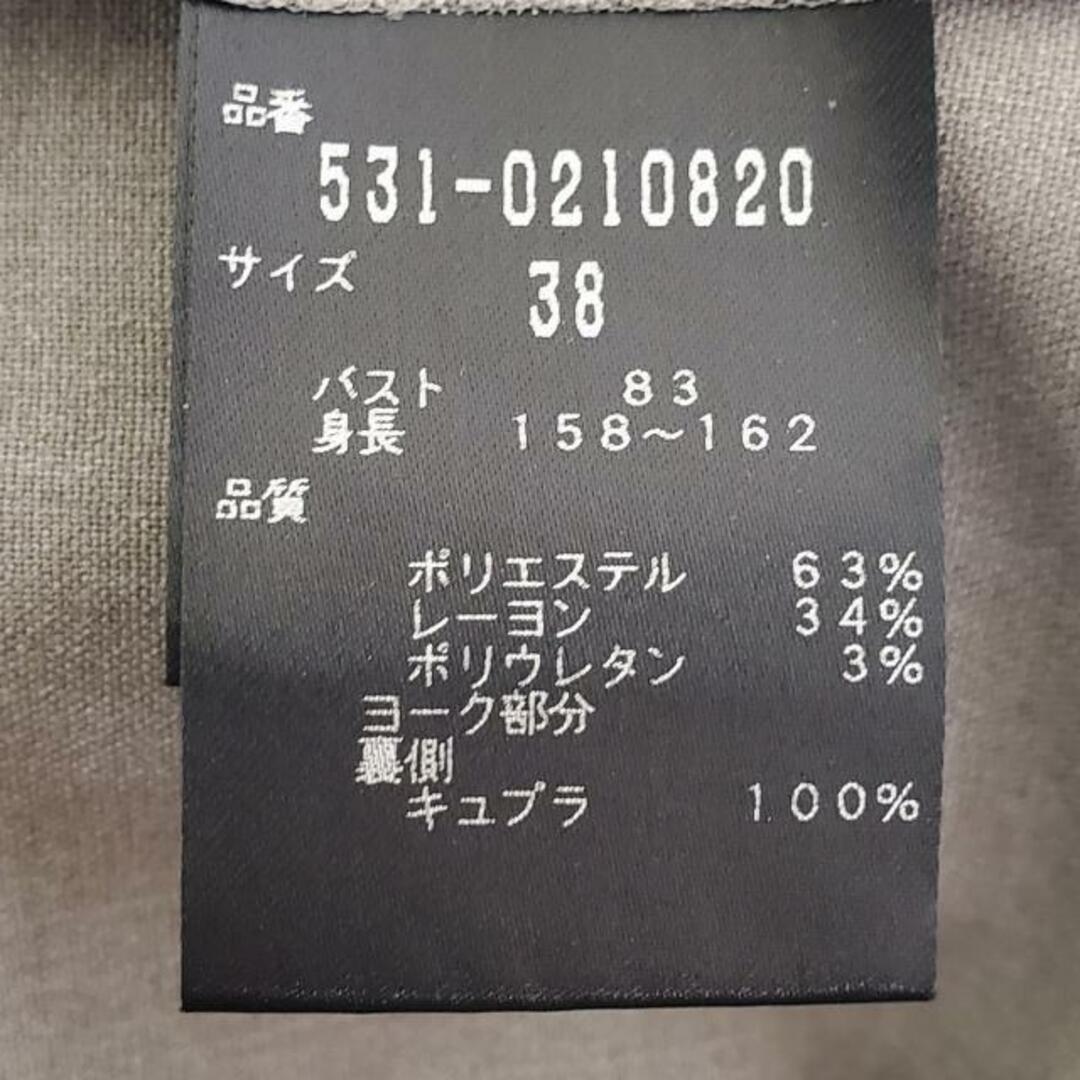 品番
531-0210820
サイズ 38
バスト 83
身長 158～162
品質
ポリエステル 63%
レーヨン 34%
ポリウレタン 3%
ヨーク部分
裏側
キュプラ 100%